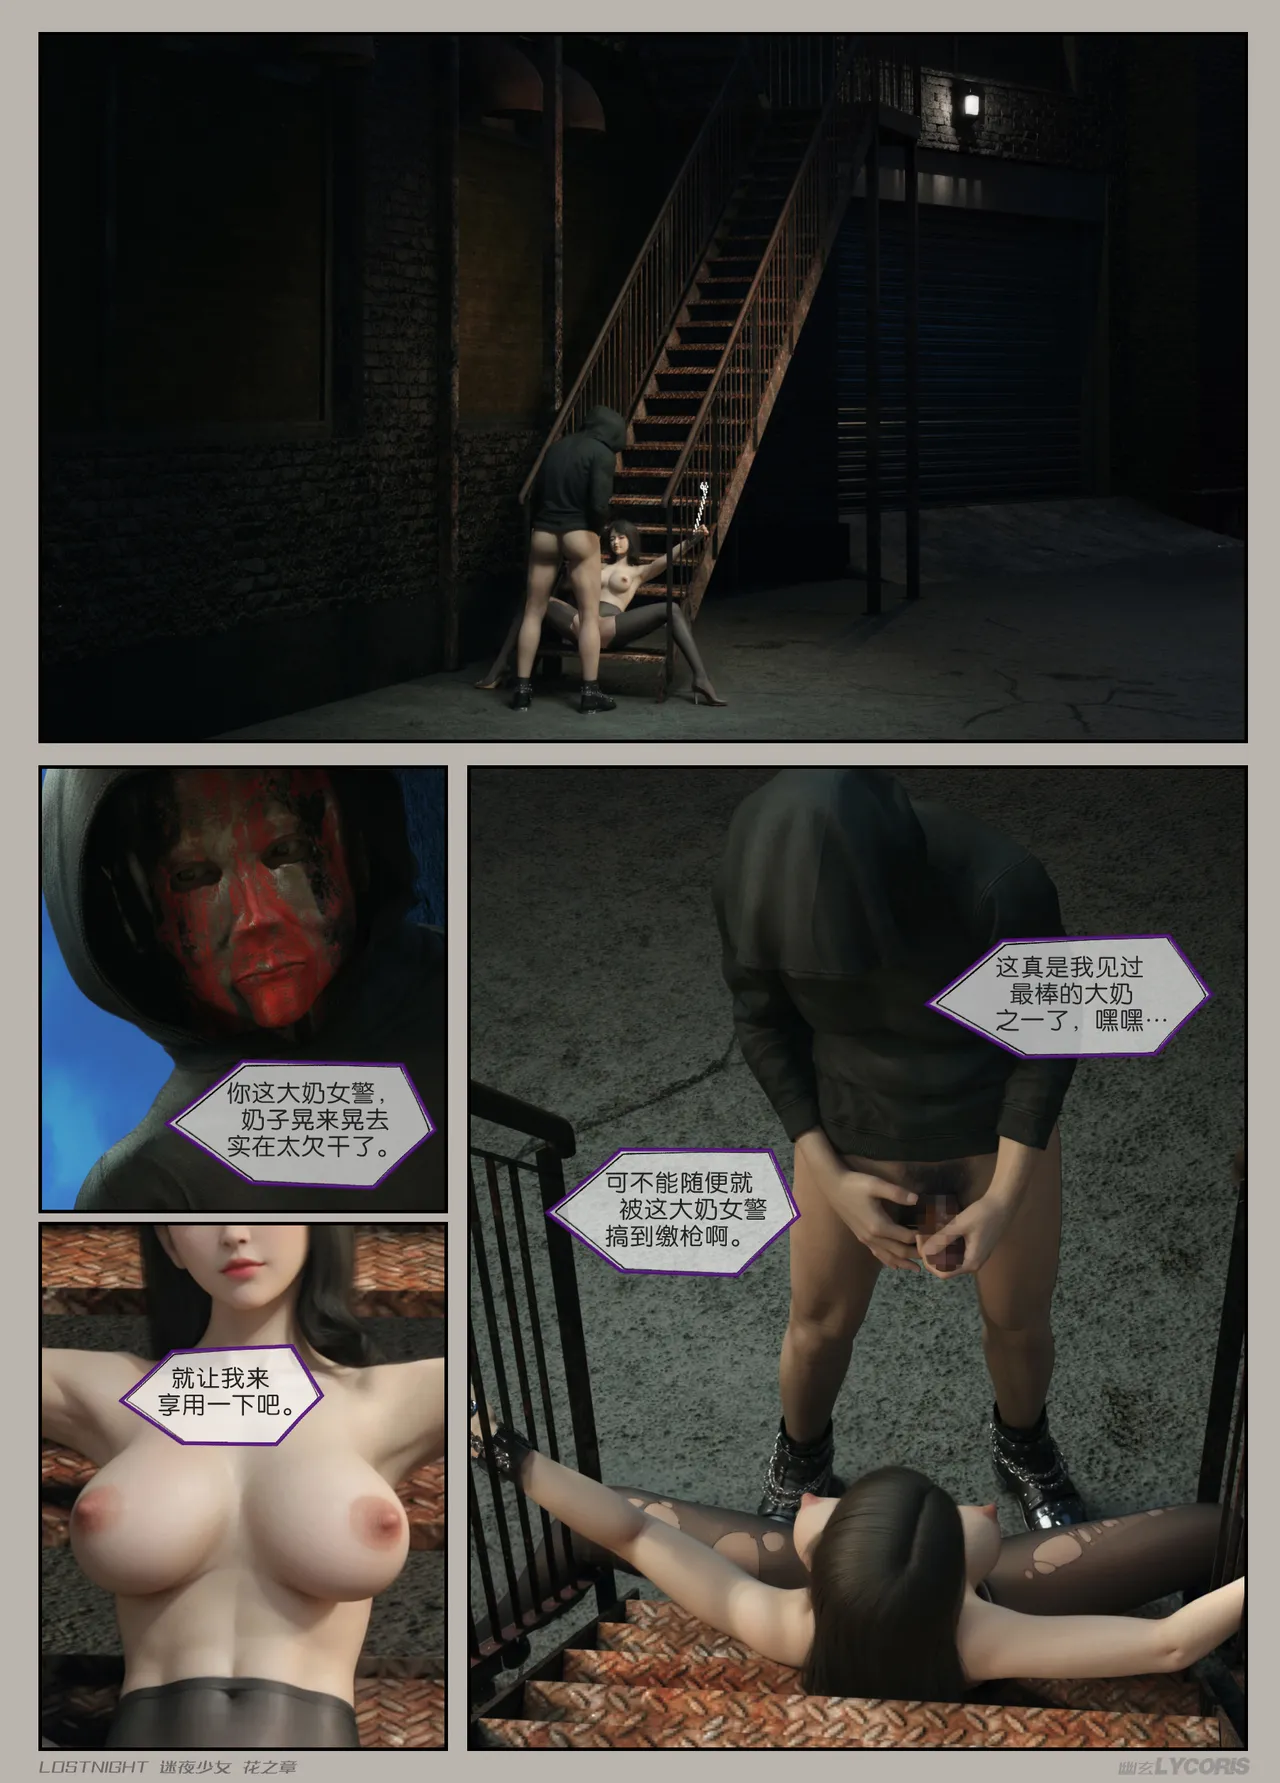 你这大奶女警，
奶子晃来晃去
实在太欠干了。
这真是我见过
最棒的大奶
之一了，嘿嘿…
可不能随便就
被这大奶女警
搞到缴枪啊。
就让我来
享用一下吧。
LOSTNIGHT 迷夜少女 花之章
幽玄LYCORIS